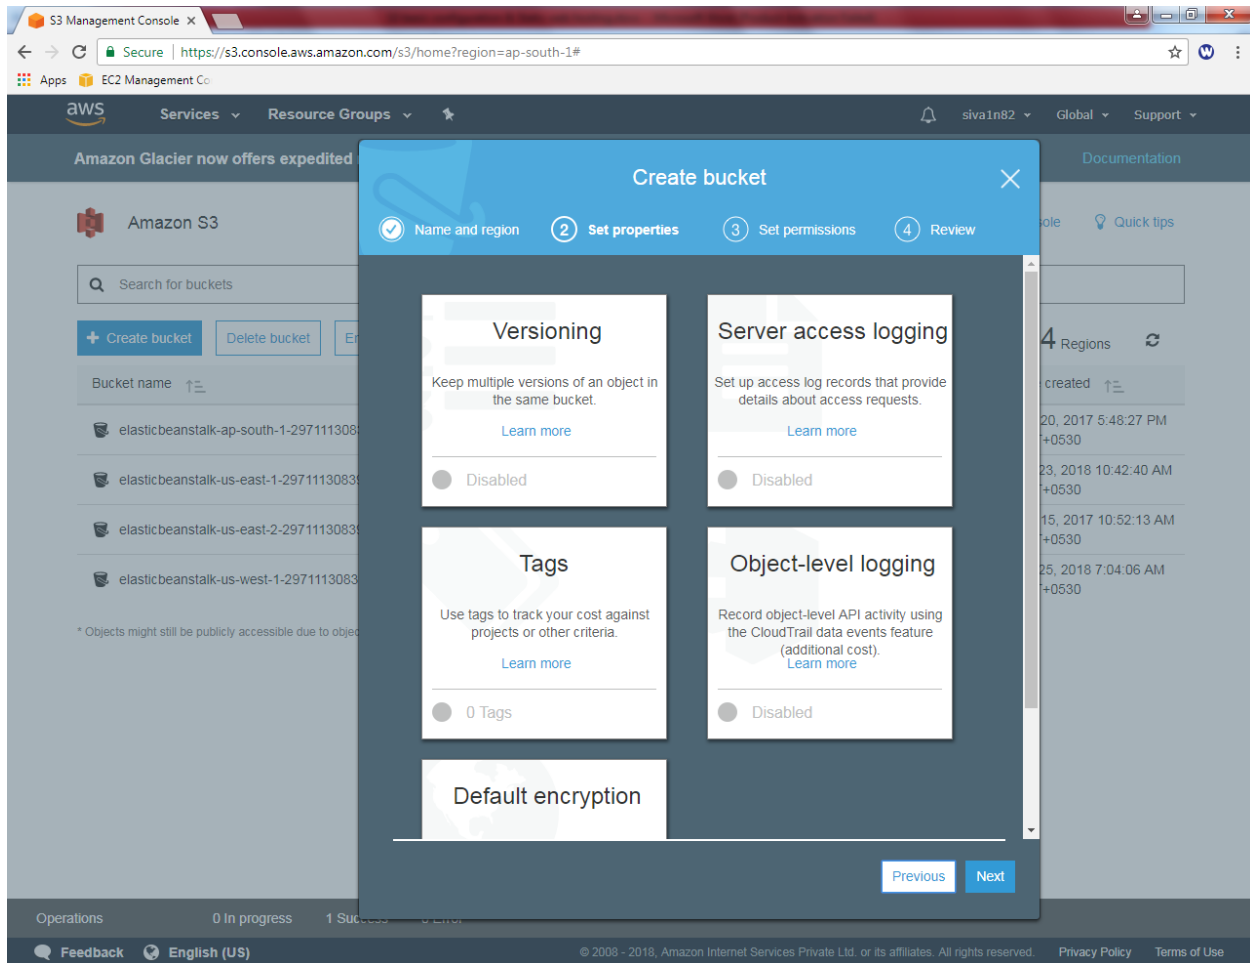 S3 Management Console
Secure | https://s3.console.aws.amazon.com/s3/home?region=ap-south-1#
Apps EC2 Management Co
aws Services Resource Groups siva1n82 Global Support
Amazon Glacier now offers expedited Documentation
Create bucket
Amazon S3 Quick tips
Name and region 2 Set properties 3 Set permissions 4 Review
Search for buckets
Create bucket Delete bucket 4 Regions
Bucket name created
Versioning
Keep multiple versions of an object in
the same bucket.
Learn more
Disabled
Server access logging
Set up access log records that provide
details about access requests.
Learn more
Disabled
elasticbeanstalk-ap-south-1-297111308 20, 2017 5:48:27 PM
+0530
elasticbeanstalk-us-east-1-29711130839 23, 2018 10:42:40 AM
+0530
elasticbeanstalk-us-east-2-29711130839 15, 2017 10:52:13 AM
+0530
elasticbeanstalk-us-west-1-2971113083 25, 2018 7:04:06 AM
+0530
* Objects might still be publicly accessible due to objec
Tags
Use tags to track your cost against
projects or other criteria.
Learn more
0 Tags
Object-level logging
Record object-level API activity using
the CloudTrail data events feature
(additional cost).
Learn more
Disabled
Default encryption
Previous Next
Operations 0 In progress 1 Success 0 Error
Feedback English (US) © 2008 - 2018, Amazon Internet Services Private Ltd. or its affiliates. All rights reserved. Privacy Policy Terms of Use